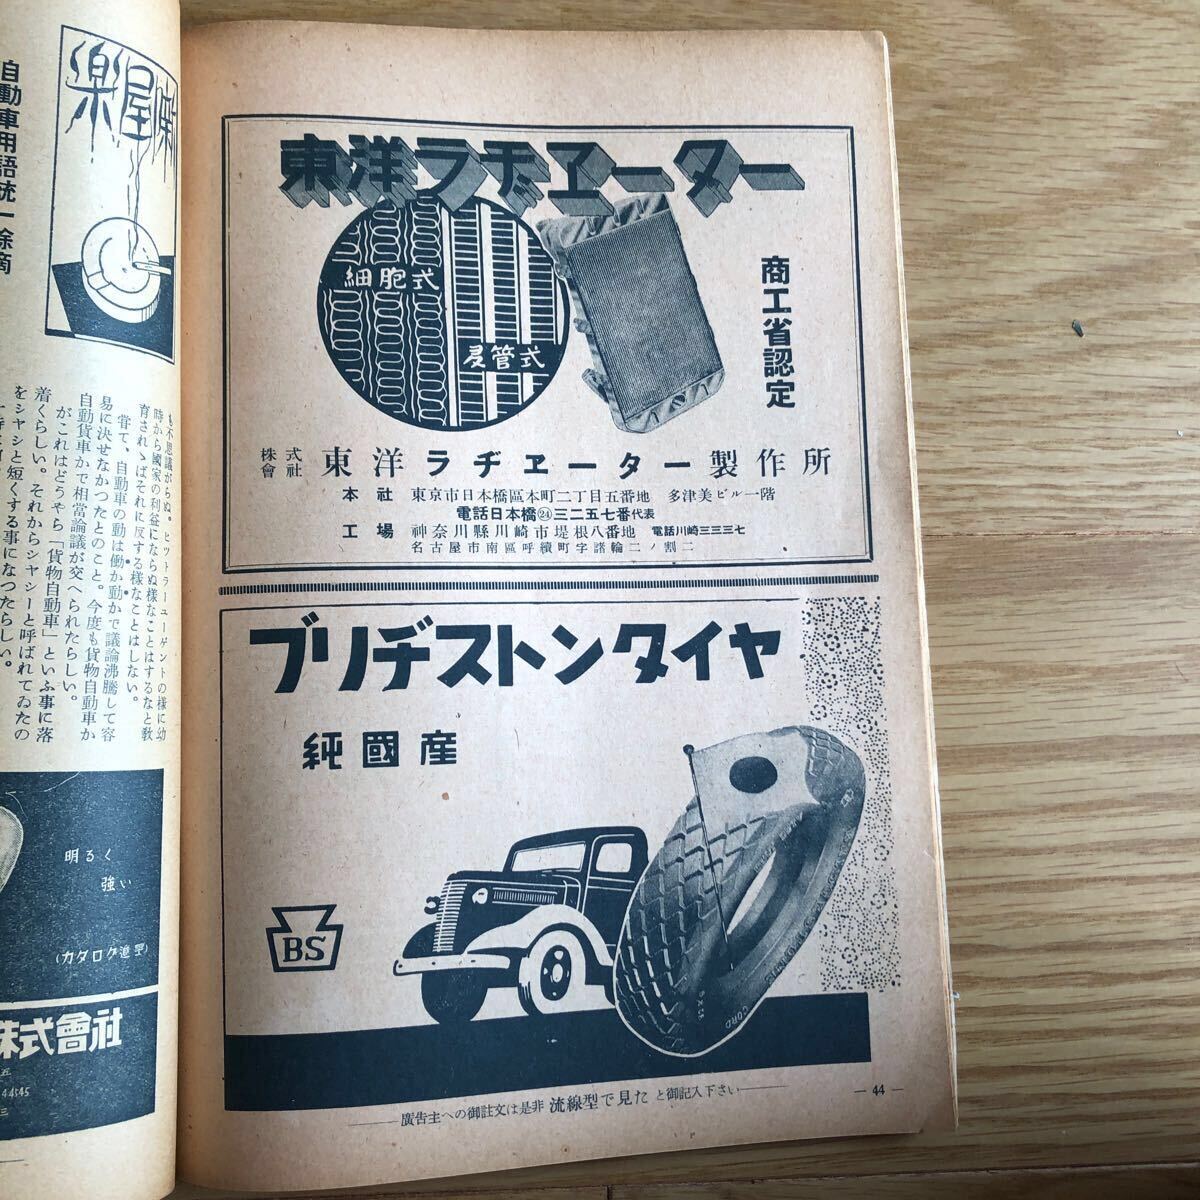 東洋ラヂヱーター
細胞式
管式
商工省認定
株式會社 東洋ラヂヱーター製作所
本社 東京市日本橋區本町二丁目五番地 多津美ビル一階
電話日本橋㉔三二五七番代表
工場 神奈川縣川崎市堤根八番地 電話川崎三三三七
名古屋市南區呼續町字諸輪二ノ割二
ブリヂストンタイヤ
純國産
BS
CORD
廣告主への御註文は是非 流線型で見た と御記入下さい
— 44 —
楽屋噺
自動車用語統一餘滴
も不思議がらぬ。ヒツトラーユーゲントの様に幼
時から國家の利益にならぬ様なことはするなと教
育されゝばそれに反する様なことはしない。
甞て、自動車の動は働か動かで議論沸騰して容
易に決せなかつたとのこと。今度も貨物自動車か
自動貨車かで相當論議が交へられたらしい。
がこれはどうやら「貨物自動車」といふ事に落
着くらしい。それからシヤシーと呼ばれてゐたの
をシヤシと短くする事になつたらしい。
明るく
強い
(カタログ進呈)
株式會社
五
4445
三